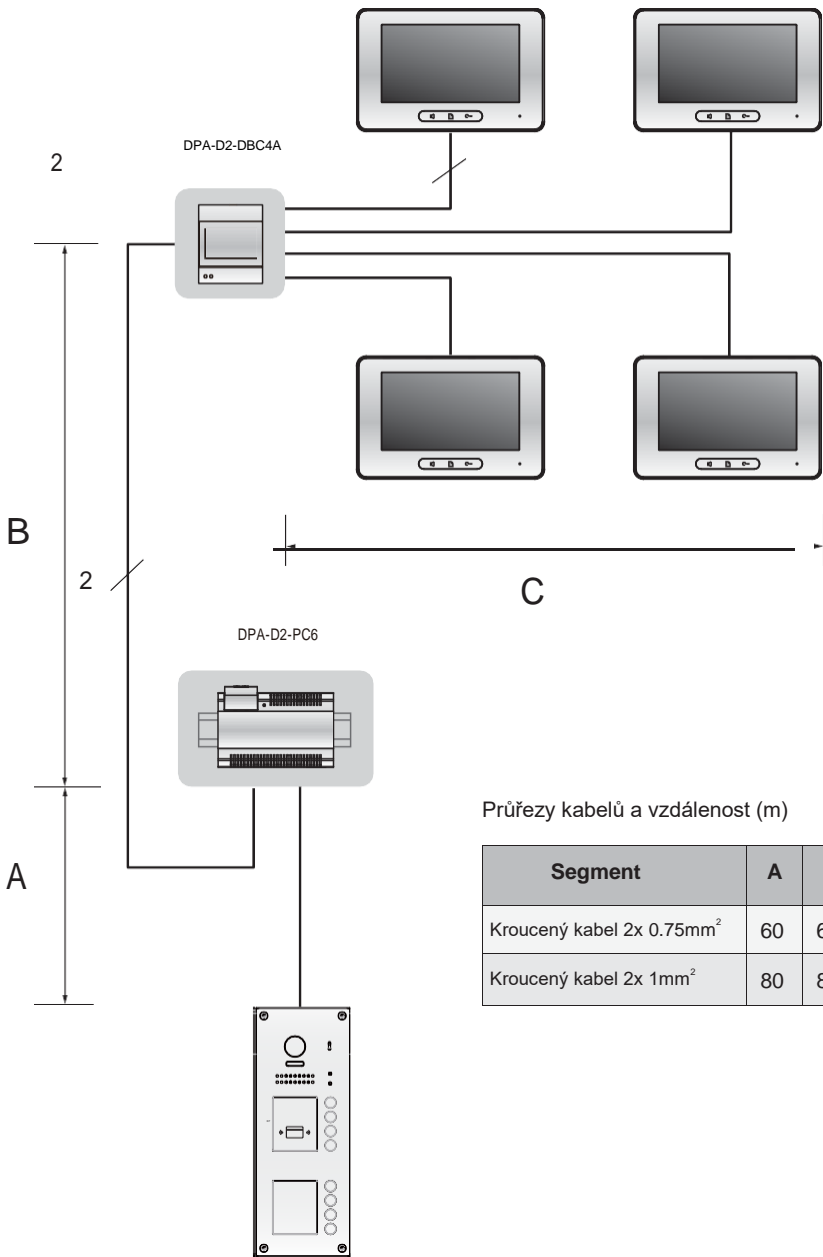 DPA-D2-DBC4A
2
B
2
C
DPA-D2-PC6
A
Průřezy kabelů a vzdálenost (m)
Segment A
Kroucený kabel 2x 0.75mm² 60
Kroucený kabel 2x 1mm² 80